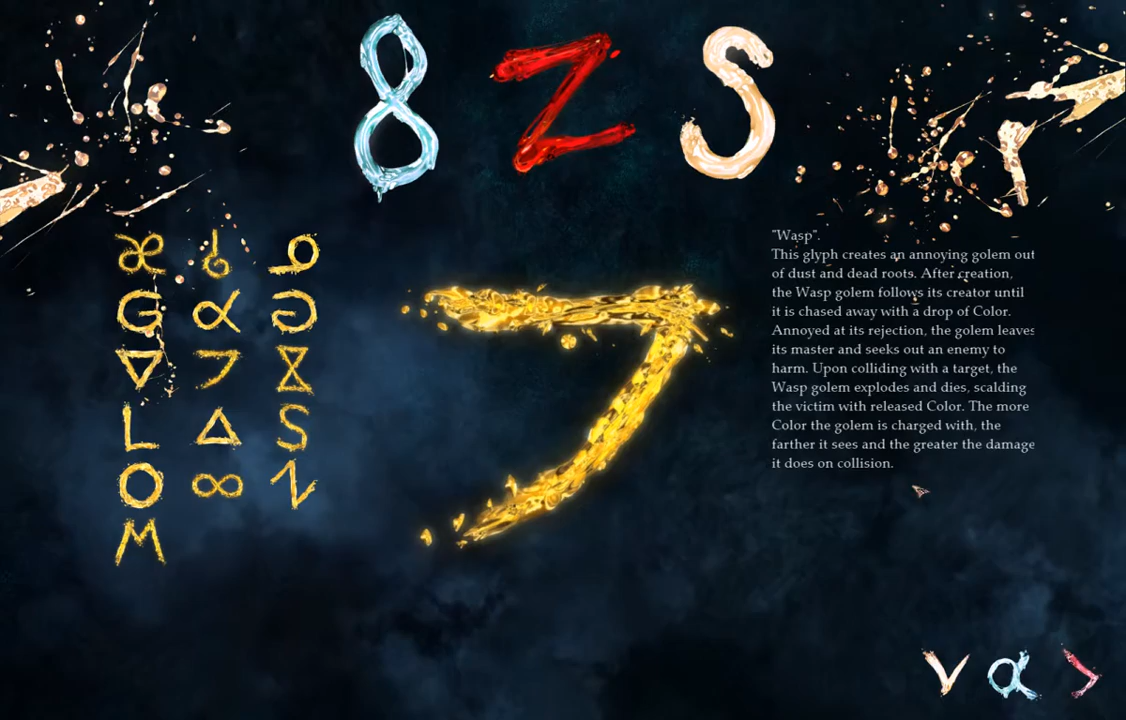 8 Z S
"Wasp".
This glyph creates an annoying golem out
of dust and dead roots. After creation,
the Wasp golem follows its creator until
it is chased away with a drop of Color.
Annoyed at its rejection, the golem leaves
its master and seeks out an enemy to
harm. Upon colliding with a target, the
Wasp golem explodes and dies, scalding
the victim with released Color. The more
Color the golem is charged with, the
farther it sees and the greater the damage
it does on collision.
G α
L Δ S
O ∞
M